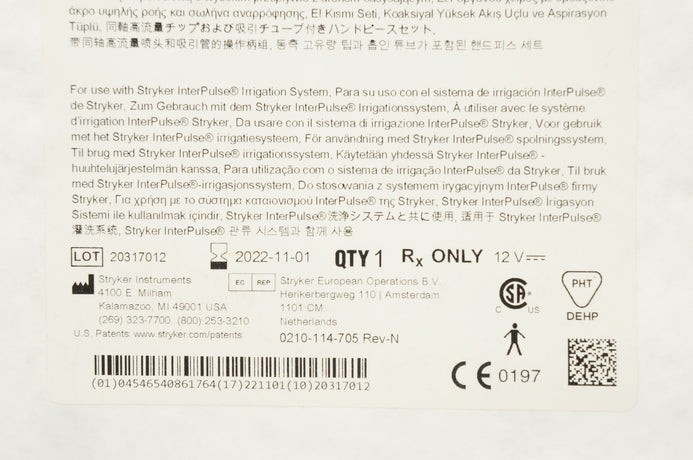 άκρο υψηλής ροής και σωλήνα αναρρόφησης, El Kısmı Seti, Koaksiyal Yüksek Akış Uçlu ve Aspirasyon
Tüplü, 同軸高流量チップおよび吸引チューブ付きハンドピースセット,
带同轴高流量喷头和吸引管的操作柄组, 동축 고유량 팁과 흡인 튜브가 포함된 핸드피스 세트
For use with Stryker InterPulse® Irrigation System, Para su uso con el sistema de irrigación InterPulse®
de Stryker, Zum Gebrauch mit dem Stryker InterPulse® Irrigationssystem, À utiliser avec le système
d'irrigation InterPulse® Stryker, Da usare con il sistema di irrigazione InterPulse® Stryker, Voor gebruik
met het Stryker InterPulse® irrigatiesysteem, För användning med Stryker InterPulse® spolningssystem,
Til brug med Stryker InterPulse® irrigationssystem, Käytetään yhdessä Stryker InterPulse® -
huuhtelujärjestelmän kanssa, Para utilização com o sistema de irrigação InterPulse® da Stryker, Til bruk
med Stryker InterPulse®-irrigasjonssystem, Do stosowania z systemem irygacyjnym InterPulse® firmy
Stryker, Για χρήση με το σύστημα καταιονισμού InterPulse® της Stryker, Stryker InterPulse® İrigasyon
Sistemi ile kullanılmak içindir, Stryker InterPulse®洗浄システムと共に使用, 适用于 Stryker InterPulse®
灌洗系统, Stryker InterPulse® 관류 시스템과 함께 사용
LOT 20317012 2022-11-01 QTY 1 Rx ONLY 12 V
Stryker Instruments
4100 E. Milham
Kalamazoo, MI 49001 USA
(269) 323-7700 (800) 253-3210
U.S. Patents: www.stryker.com/patents
EC REP Stryker European Operations B.V.
Herikerbergweg 110 | Amsterdam
1101 CM
Netherlands
0210-114-705 Rev-N
CSA
C US
PHT
DEHP
CE 0197
(01)04546540861764(17)221101(10)20317012